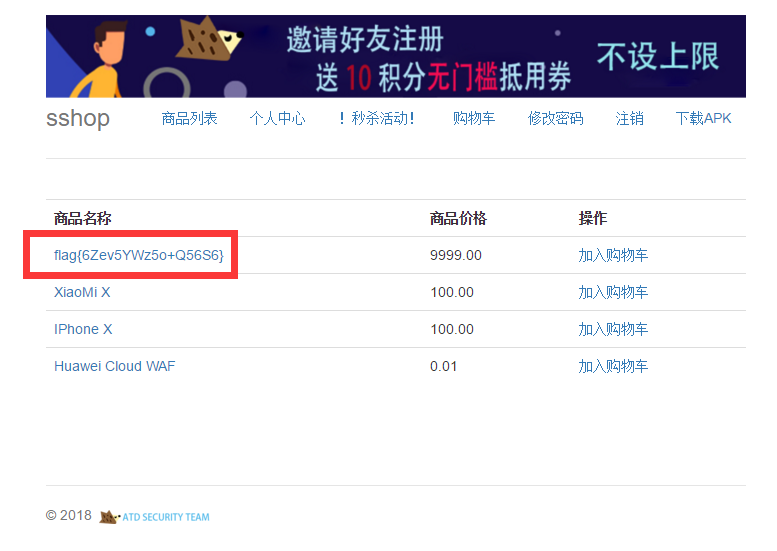 邀请好友注册
送 10 积分无门槛抵用券
不设上限
sshop 商品列表 个人中心 ！秒杀活动！ 购物车 修改密码 注销 下载APK
商品名称 商品价格 操作
flag{6Zev5YWz5o+Q56S6} 9999.00 加入购物车
XiaoMi X 100.00 加入购物车
IPhone X 100.00 加入购物车
Huawei Cloud WAF 0.01 加入购物车
© 2018 ATD SECURITY TEAM